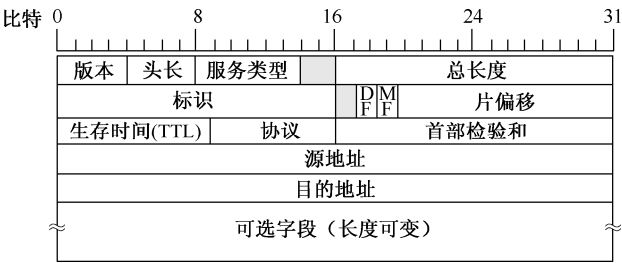 比特 0 8 16 24 31
版本 头长 服务类型 总长度
标识 DF MF 片偏移
生存时间(TTL) 协议 首部检验和
源地址
目的地址
可选字段（长度可变）